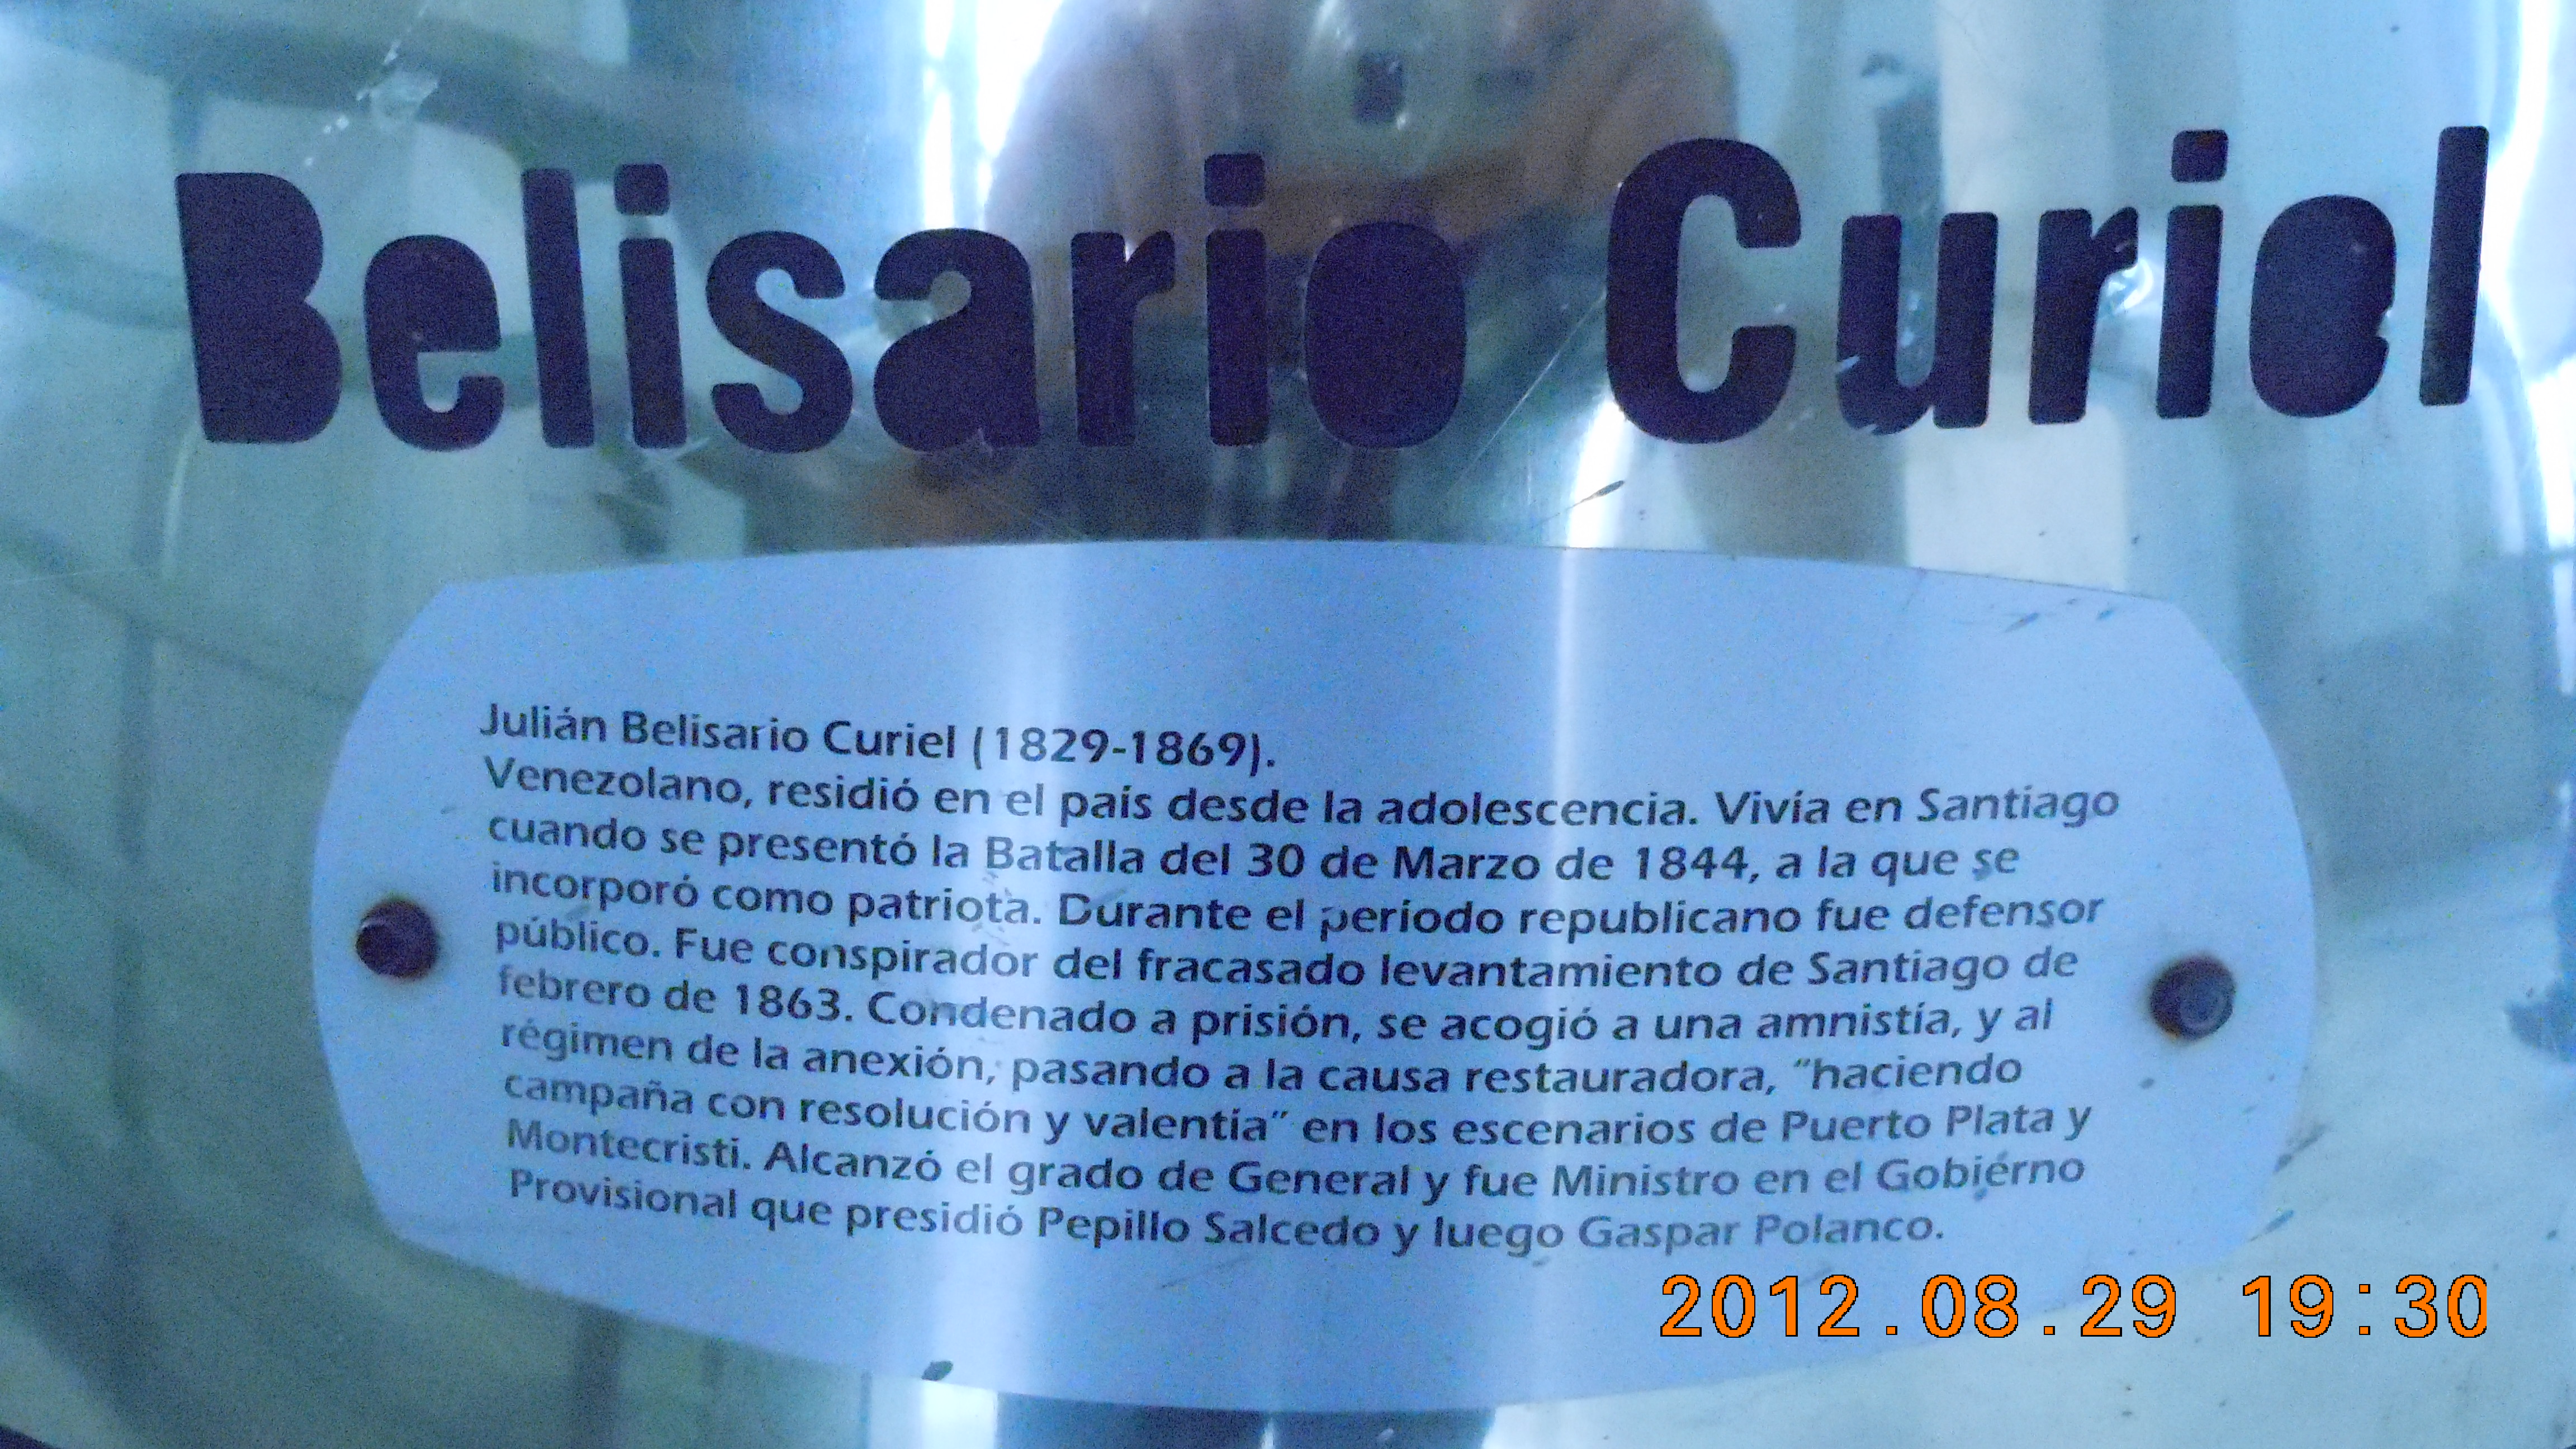 Belisario Curiel
Julián Belisario Curiel (1829-1869).
Venezolano, residió en el país desde la adolescencia. Vivía en Santiago
cuando se presentó la Batalla del 30 de Marzo de 1844, a la que se
incorporó como patriota. Durante el período republicano fue defensor
público. Fue conspirador del fracasado levantamiento de Santiago de
febrero de 1863. Condenado a prisión, se acogió a una amnistía, y al
régimen de la anexión, pasando a la causa restauradora, "haciendo
campaña con resolución y valentía" en los escenarios de Puerto Plata y
Montecristi. Alcanzó el grado de General y fue Ministro en el Gobierno
Provisional que presidió Pepillo Salcedo y luego Gaspar Polanco.
2012.08.29 19:30